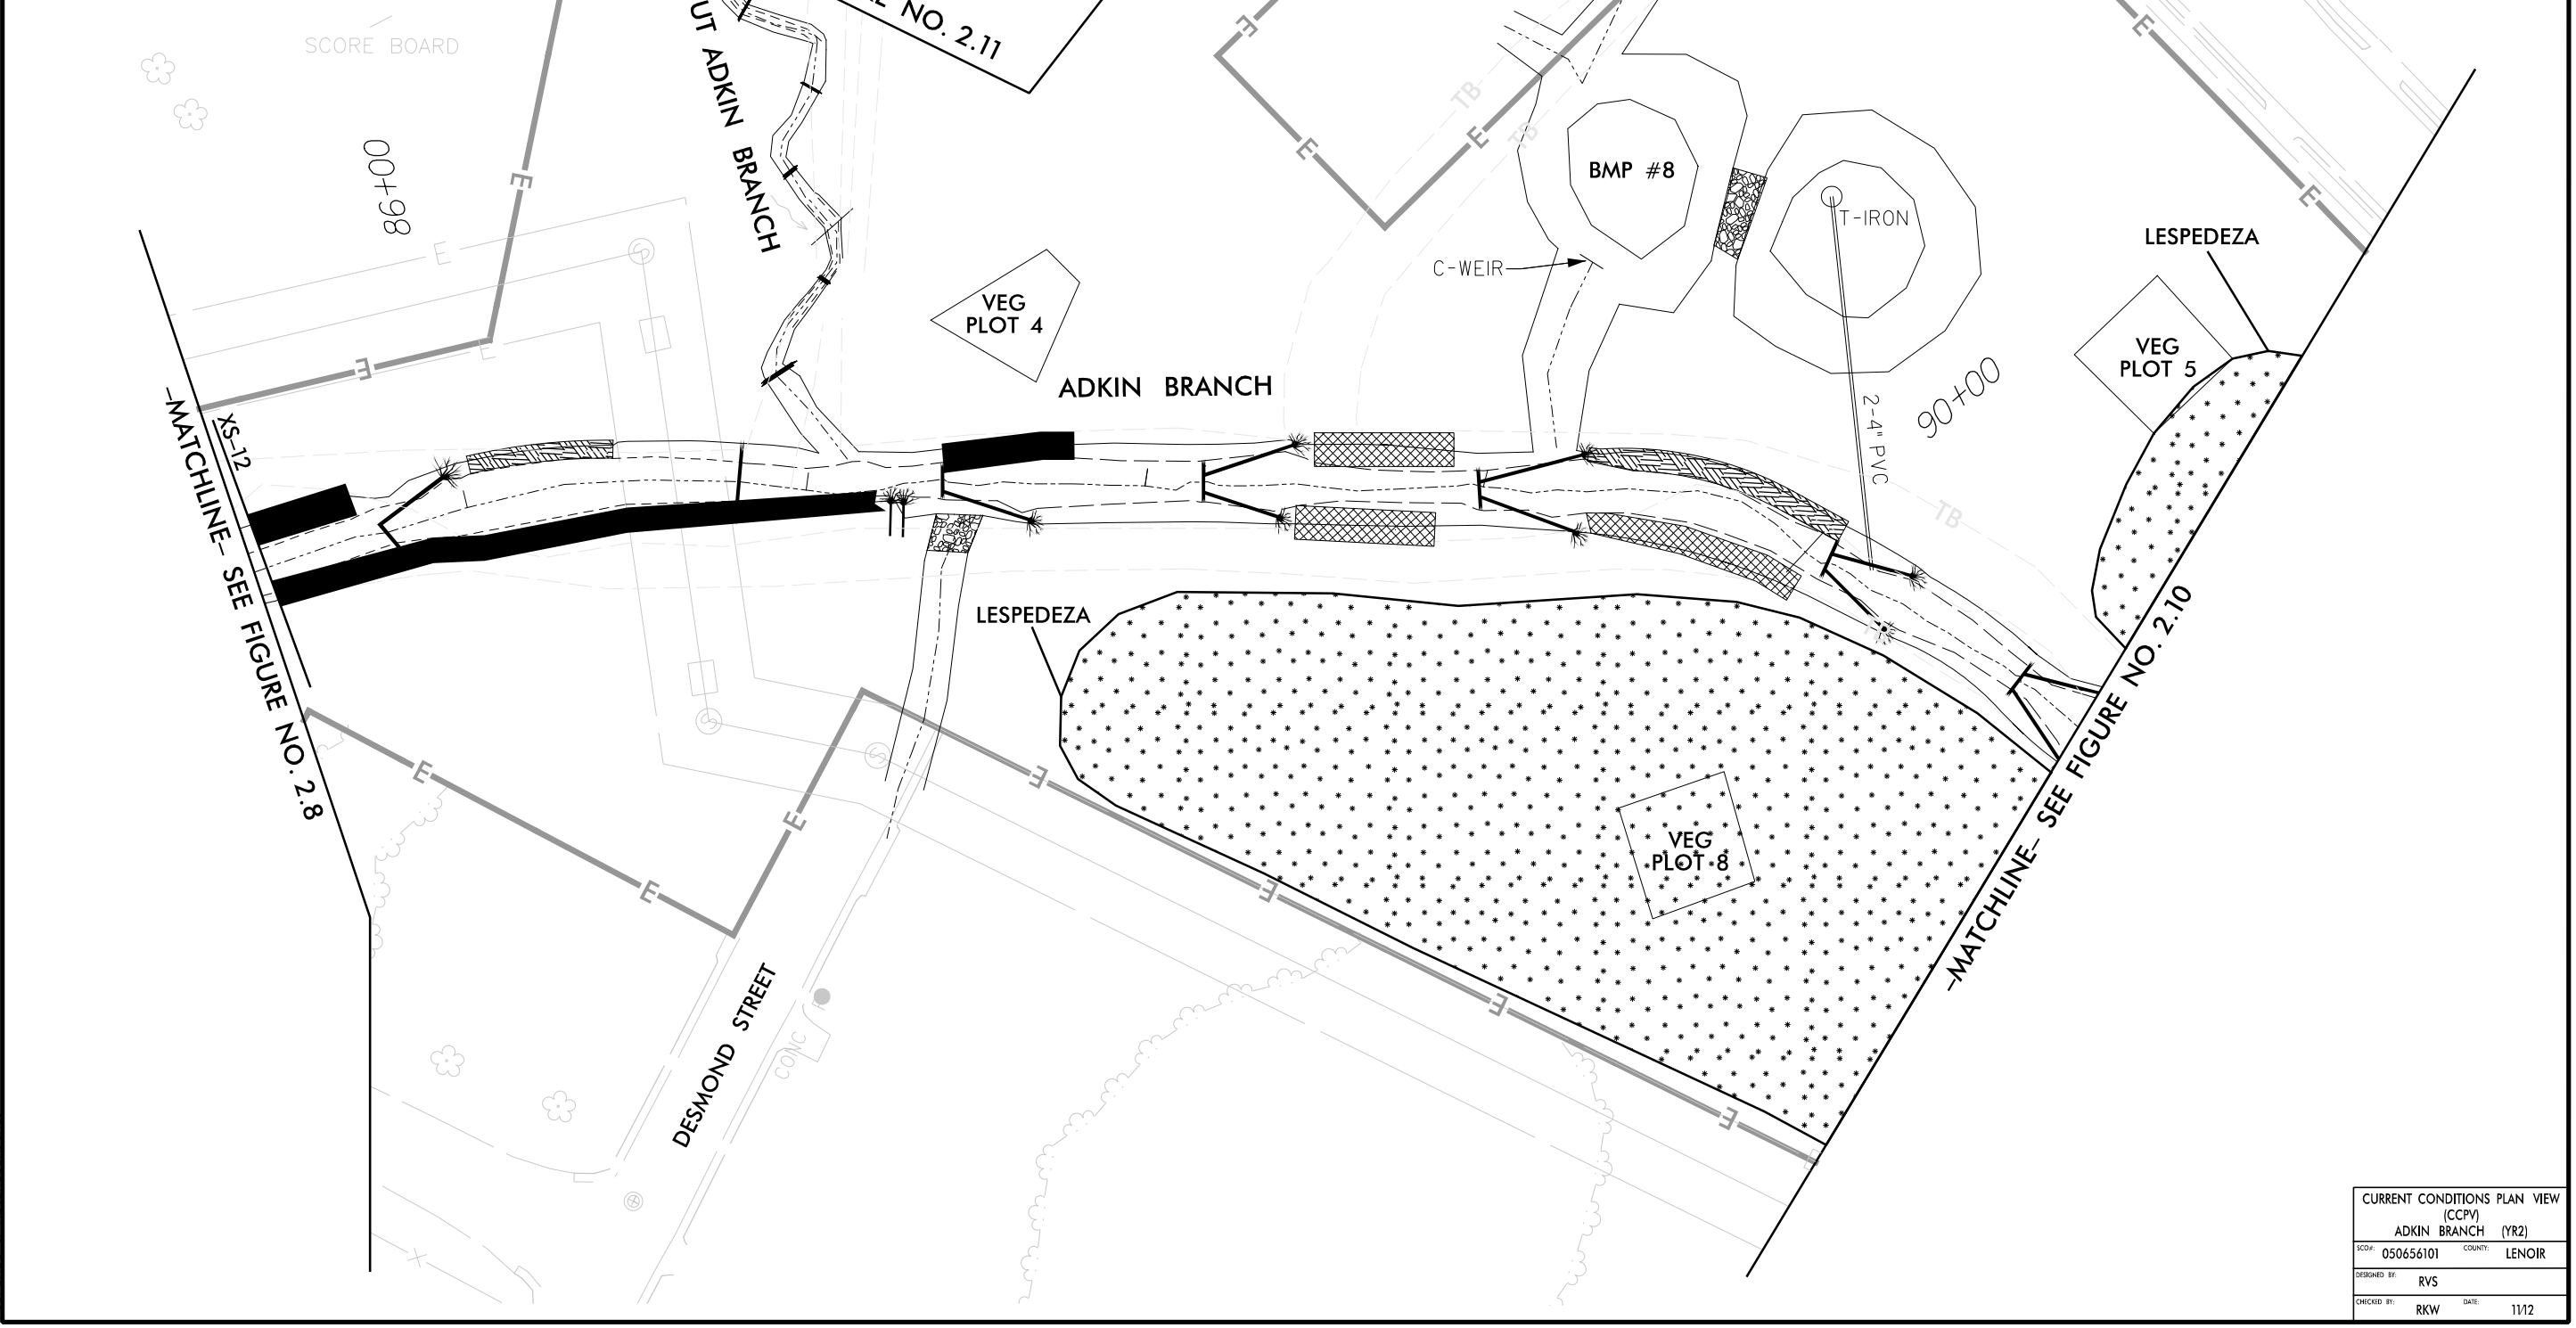 SCORE BOARD
NO. 2.11
UT ADKIN BRANCH
TB
TB
E
E
E
E
E
E
98+00
BMP #8
T-IRON
C-WEIR
LESPEDEZA
VEG
PLOT 4
VEG
PLOT 5
E
E
E
S
ADKIN BRANCH
2-4" PVC
90+00
XS-12
-MATCHLINE- SEE FIGURE NO. 2.8
TB
TB
LESPEDEZA
-MATCHLINE- SEE FIGURE NO. 2.10
S
S
E
E
E
E
E
E
E
VEG
PLOT 8
DESMOND STREET
CONC
CURRENT CONDITIONS PLAN VIEW
(CCPV)
ADKIN BRANCH (YR2)
SCO#: 050656101 COUNTY: LENOIR
DESIGNED BY: RVS
CHECKED BY: RKW DATE: 11/12